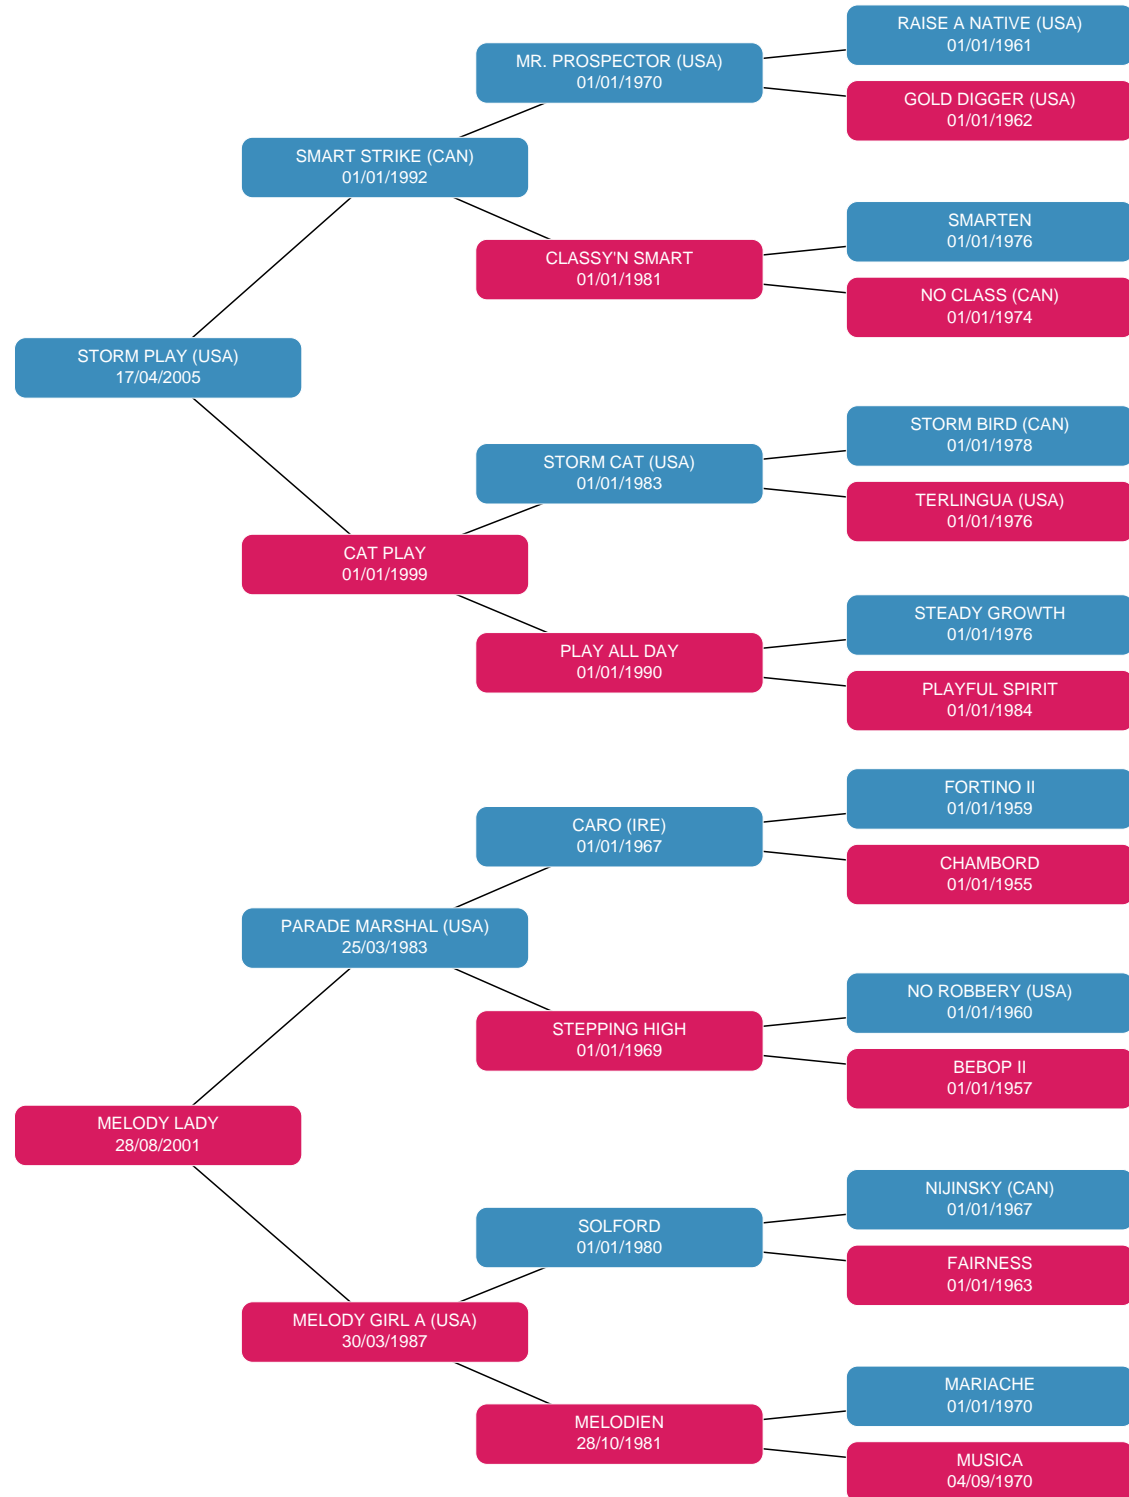 RAISE A NATIVE (USA)
01/01/1961
MR. PROSPECTOR (USA)
01/01/1970
GOLD DIGGER (USA)
01/01/1962
SMART STRIKE (CAN)
01/01/1992
SMARTEN
01/01/1976
CLASSY'N SMART
01/01/1981
NO CLASS (CAN)
01/01/1974
STORM PLAY (USA)
17/04/2005
STORM BIRD (CAN)
01/01/1978
STORM CAT (USA)
01/01/1983
TERLINGUA (USA)
01/01/1976
CAT PLAY
01/01/1999
STEADY GROWTH
01/01/1976
PLAY ALL DAY
01/01/1990
PLAYFUL SPIRIT
01/01/1984
FORTINO II
01/01/1959
CARO (IRE)
01/01/1967
CHAMBORD
01/01/1955
PARADE MARSHAL (USA)
25/03/1983
NO ROBBERY (USA)
01/01/1960
STEPPING HIGH
01/01/1969
BEBOP II
01/01/1957
MELODY LADY
28/08/2001
NIJINSKY (CAN)
01/01/1967
SOLFORD
01/01/1980
FAIRNESS
01/01/1963
MELODY GIRL A (USA)
30/03/1987
MARIACHE
01/01/1970
MELODIEN
28/10/1981
MUSICA
04/09/1970